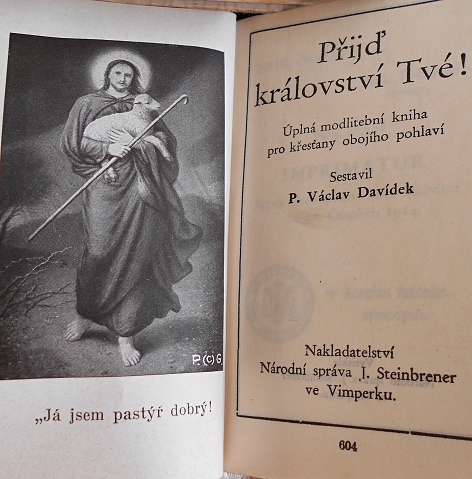 P.(c)G
„Já jsem pastýř dobrý!
Přijď
království Tvé!
Úplná modlitební kniha
pro křesťany obojího pohlaví
Sestavil
P. Václav Davídek
IMPRIMATUR
Nakladatelství
Národní správa J. Steinbrener
ve Vimperku.
604